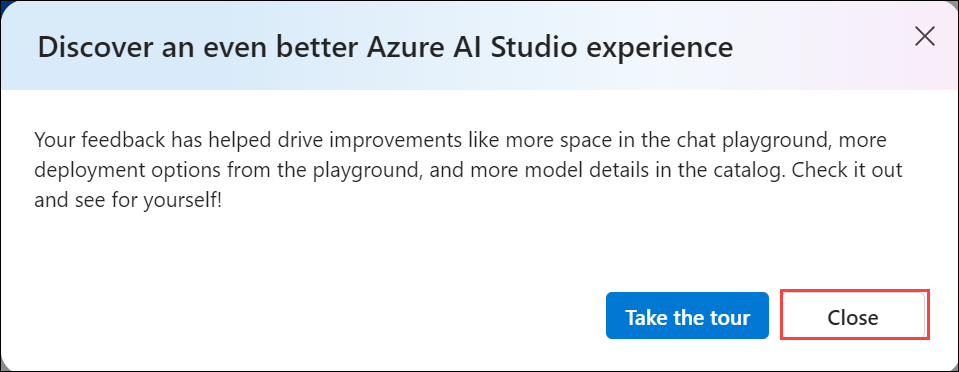 Discover an even better Azure AI Studio experience
Your feedback has helped drive improvements like more space in the chat playground, more
deployment options from the playground, and more model details in the catalog. Check it out
and see for yourself!
Take the tour
Close